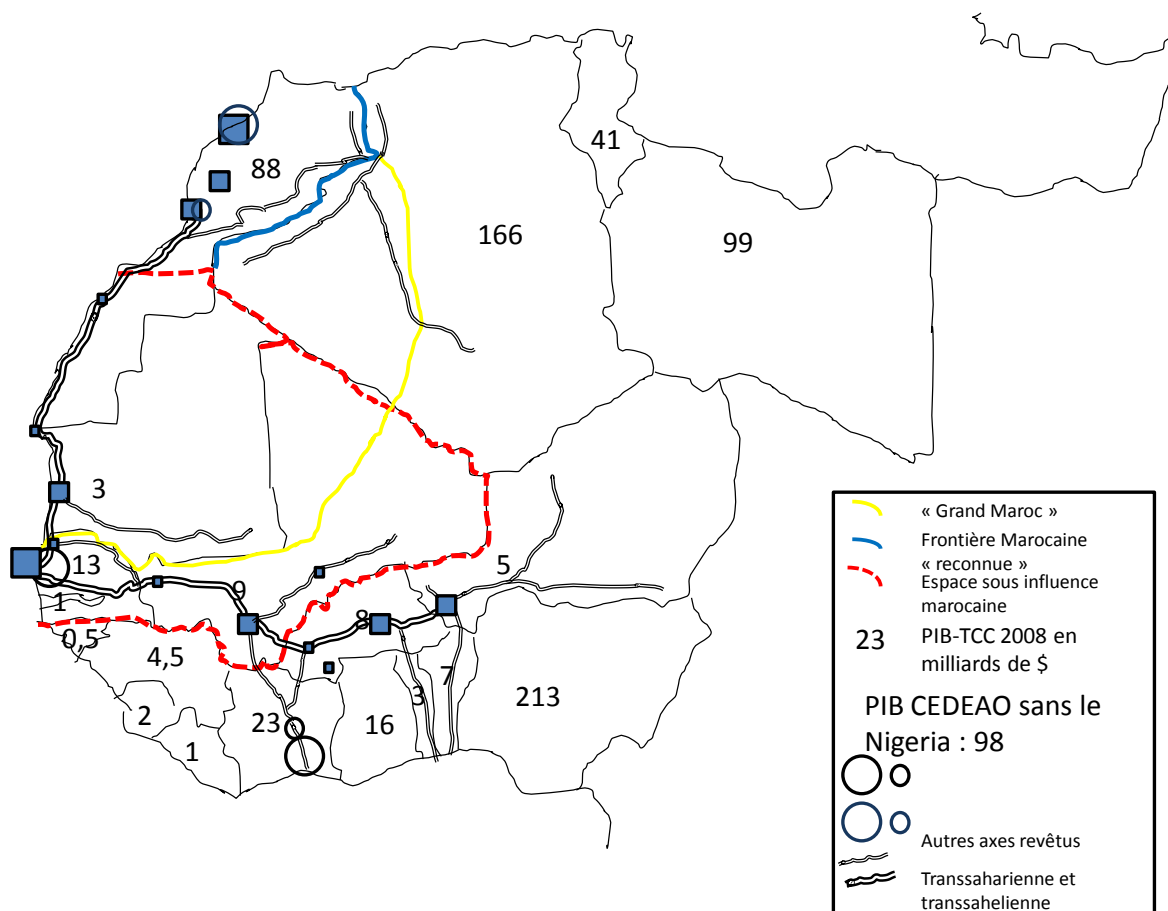 41
88
166
99
3
13
1
0,5
4,5
2
1
9
23
8
16
3
7
5
213
« Grand Maroc »
Frontière Marocaine
« reconnue »
Espace sous influence
marocaine
23
PIB-TCC 2008 en
milliards de $
PIB CEDEAO sans le
Nigeria : 98
Autres axes revêtus
Transsaharienne et
transsahelienne